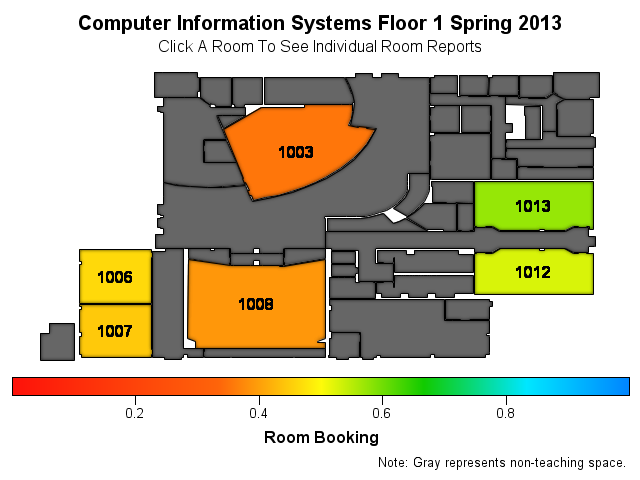 Computer Information Systems Floor 1 Spring 2013
Click A Room To See Individual Room Reports
1003
1013
1012
1006
1008
1007
0.2 0.4 0.6 0.8
Room Booking
Note: Gray represents non-teaching space.